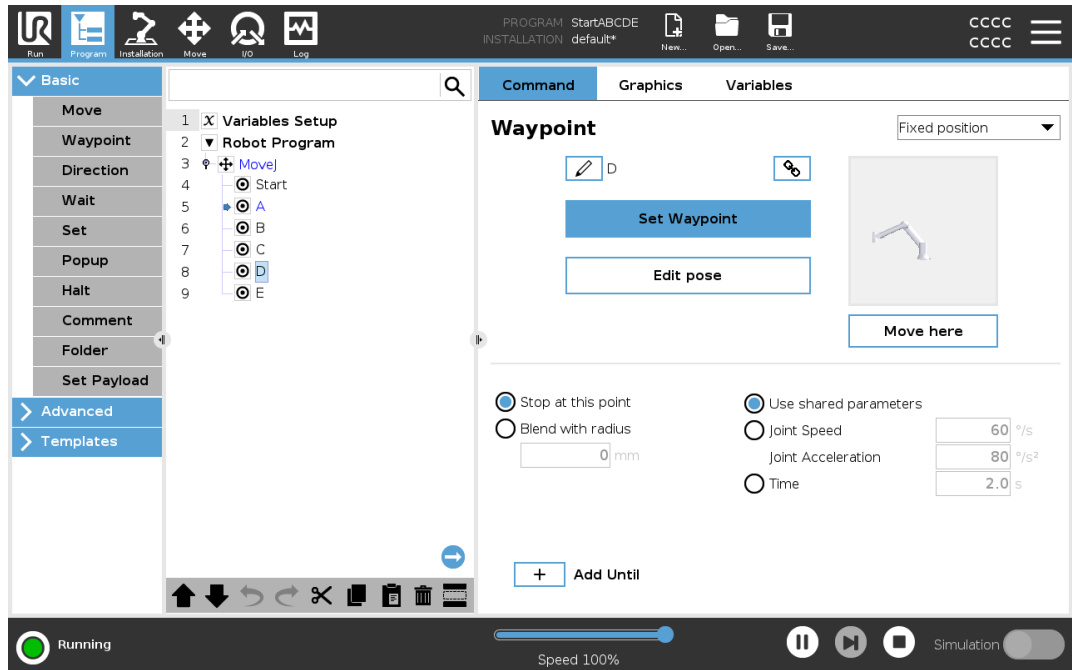 PROGRAM StartABCDE
INSTALLATION default*
CCCC
CCCC
Run Program Installation Move I/O Log New... Open... Save...
Basic
Move
Waypoint
Direction
Wait
Set
Popup
Halt
Comment
Folder
Set Payload
Advanced
Templates
1 x Variables Setup
2 Robot Program
3 MoveJ
4 Start
5 A
6 B
7 C
8 D
9 E
Command Graphics Variables
Waypoint
Fixed position
D
Set Waypoint
Edit pose
Move here
Stop at this point
Blend with radius
0 mm
Use shared parameters
Joint Speed 60 °/s
Joint Acceleration 80 °/s²
Time 2.0 s
+ Add Until
Running
Speed 100%
Simulation